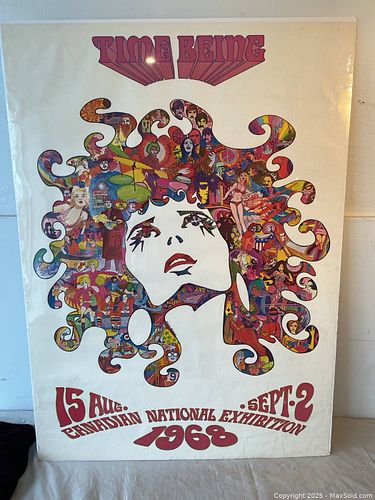 TIME BEING
15 AUG. · SEPT · 2
CANADIAN NATIONAL EXHIBITION
1968
Copyright 2025 - MaxSold.com